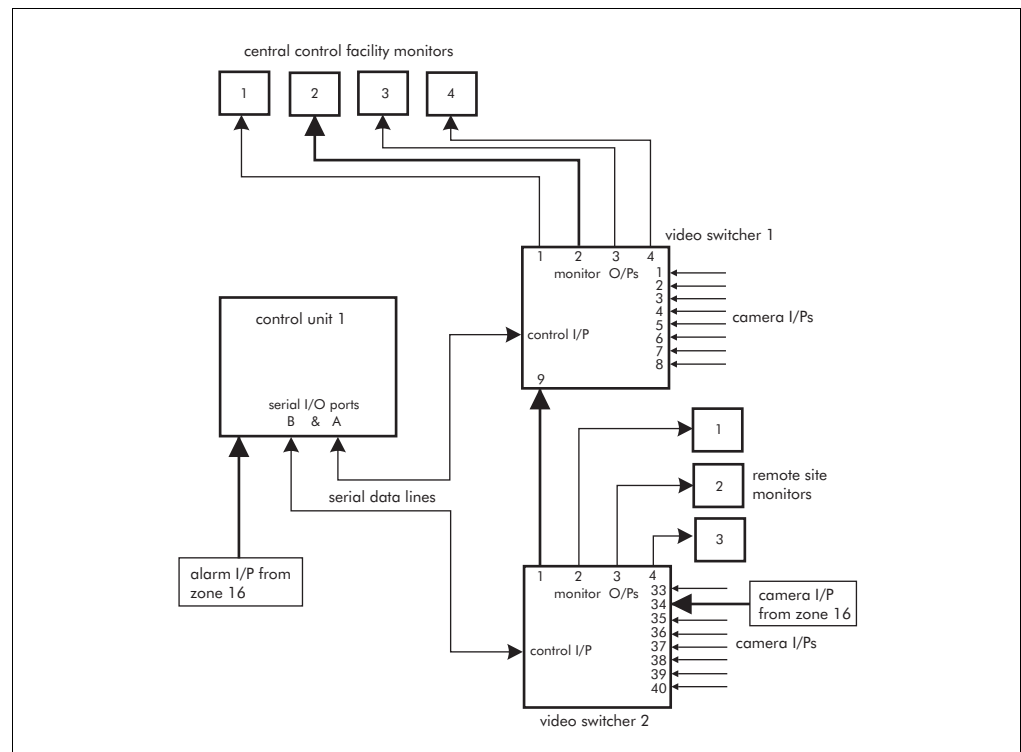 central control facility monitors
1 2 3 4
video switcher 1
1 2 3 4
monitor O/Ps
1
2
3
4
5
6
7
8
camera I/Ps
control I/P
9
control unit 1
serial I/O ports
B & A
serial data lines
alarm I/P from
zone 16
1
2
3
remote site
monitors
1 2 3 4
monitor O/Ps
33
34
35
36
37
38
39
40
camera I/P
from zone 16
camera I/Ps
control I/P
video switcher 2